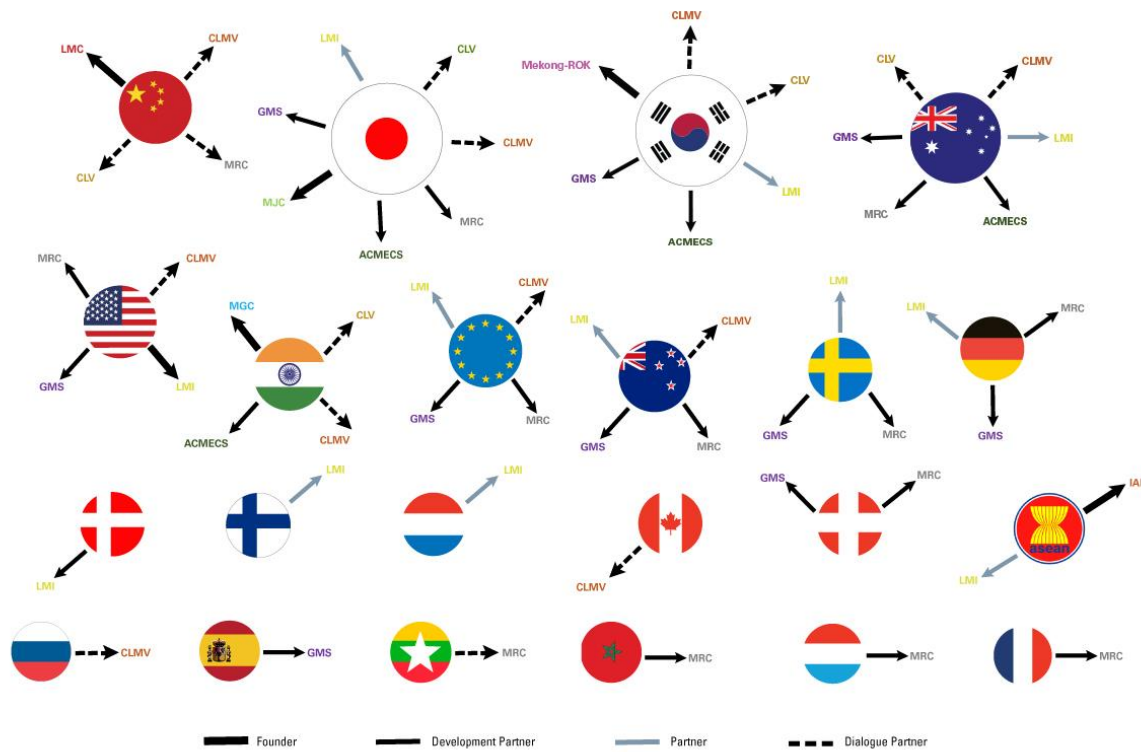 CLMV
LMC
CLMV
MRC
CLV
LMI
CLV
GMS
CLMV
MJC
MRC
ACMECS
Mekong-ROK
CLV
GMS
LMI
ACMECS
CLV
CLMV
GMS
LMI
MRC
ACMECS
MRC
CLMV
GMS
LMI
MGC
CLV
ACMECS
CLMV
LMI
CLMV
GMS
MRC
LMI
CLMV
GMS
MRC
LMI
GMS
MRC
LMI
MRC
GMS
LMI
LMI
LMI
CLMV
GMS
MRC
asean
LMI
CLMV
GMS
MRC
MRC
MRC
MRC
Founder
Development Partner
Partner
Dialogue Partner